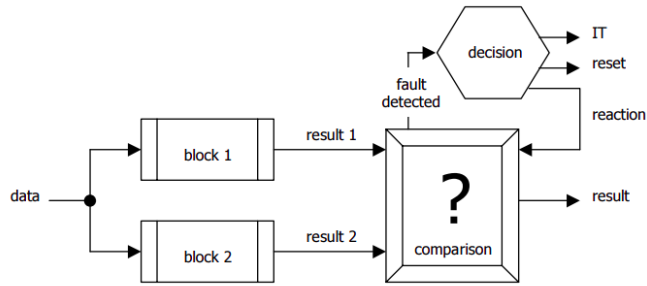 IT
decision
reset
fault
detected
reaction
result 1
block 1
data
?
result
result 2
comparison
block 2